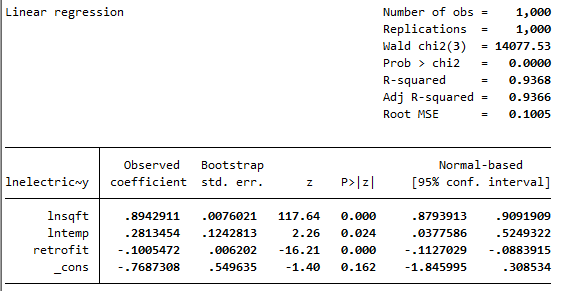 Linear regression Number of obs = 1,000
Replications = 1,000
Wald chi2(3) = 14077.53
Prob > chi2 = 0.0000
R-squared = 0.9368
Adj R-squared = 0.9366
Root MSE = 0.1005
Observed Bootstrap Normal-based
lnelectric~y coefficient std. err. z P>|z| [95% conf. interval]
lnsqft .8942911 .0076021 117.64 0.000 .8793913 .9091909
lntemp .2813454 .1242813 2.26 0.024 .0377586 .5249322
retrofit -.1005472 .006202 -16.21 0.000 -.1127029 -.0883915
_cons -.7687308 .549635 -1.40 0.162 -1.845995 .308534